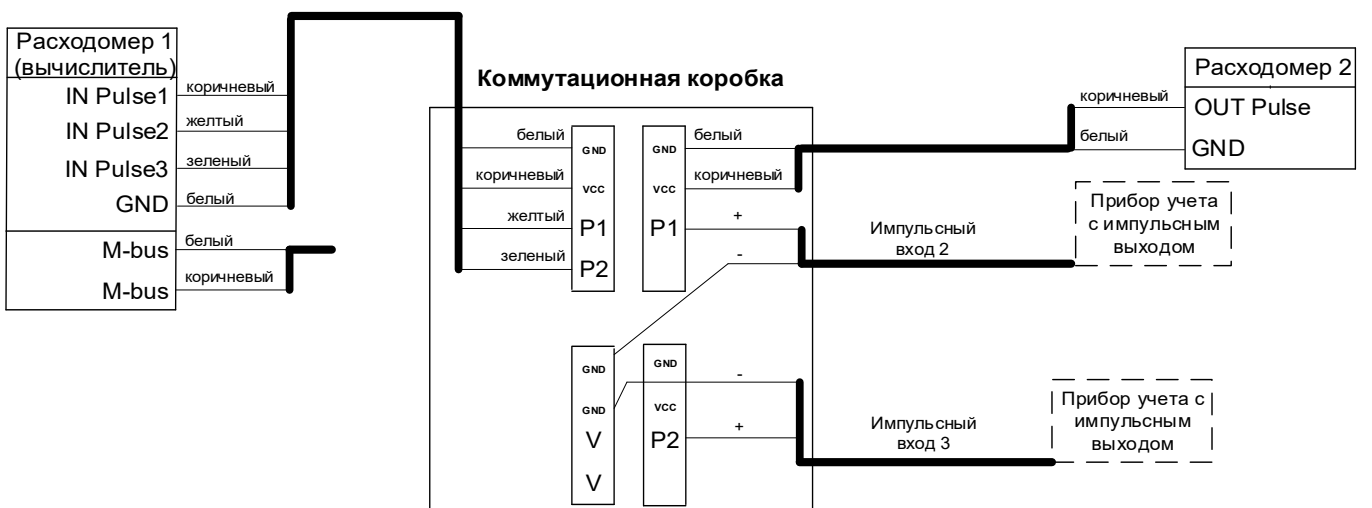 Расходомер 1
(вычислитель)
IN Pulse1
коричневый
IN Pulse2
желтый
IN Pulse3
зеленый
GND
белый
M-bus
белый
M-bus
коричневый
Коммутационная коробка
белый
GND
коричневый
VCC
желтый
P1
зеленый
P2
GND
белый
VCC
коричневый
P1
+
-
GND
GND
V
V
GND
-
VCC
P2
+
Расходомер 2
коричневый
OUT Pulse
белый
GND
Импульсный
вход 2
Прибор учета
с импульсным
выходом
Импульсный
вход 3
Прибор учета с
импульсным
выходом